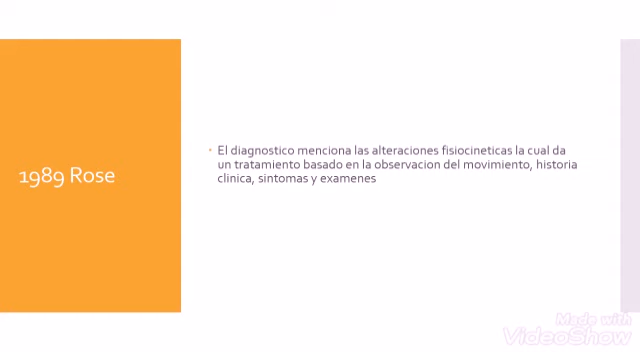 1989 Rose
El diagnostico menciona las alteraciones fisiocineticas la cual da
un tratamiento basado en la observacion del movimiento, historia
clinica, sintomas y examenes
Made with
VideoShow